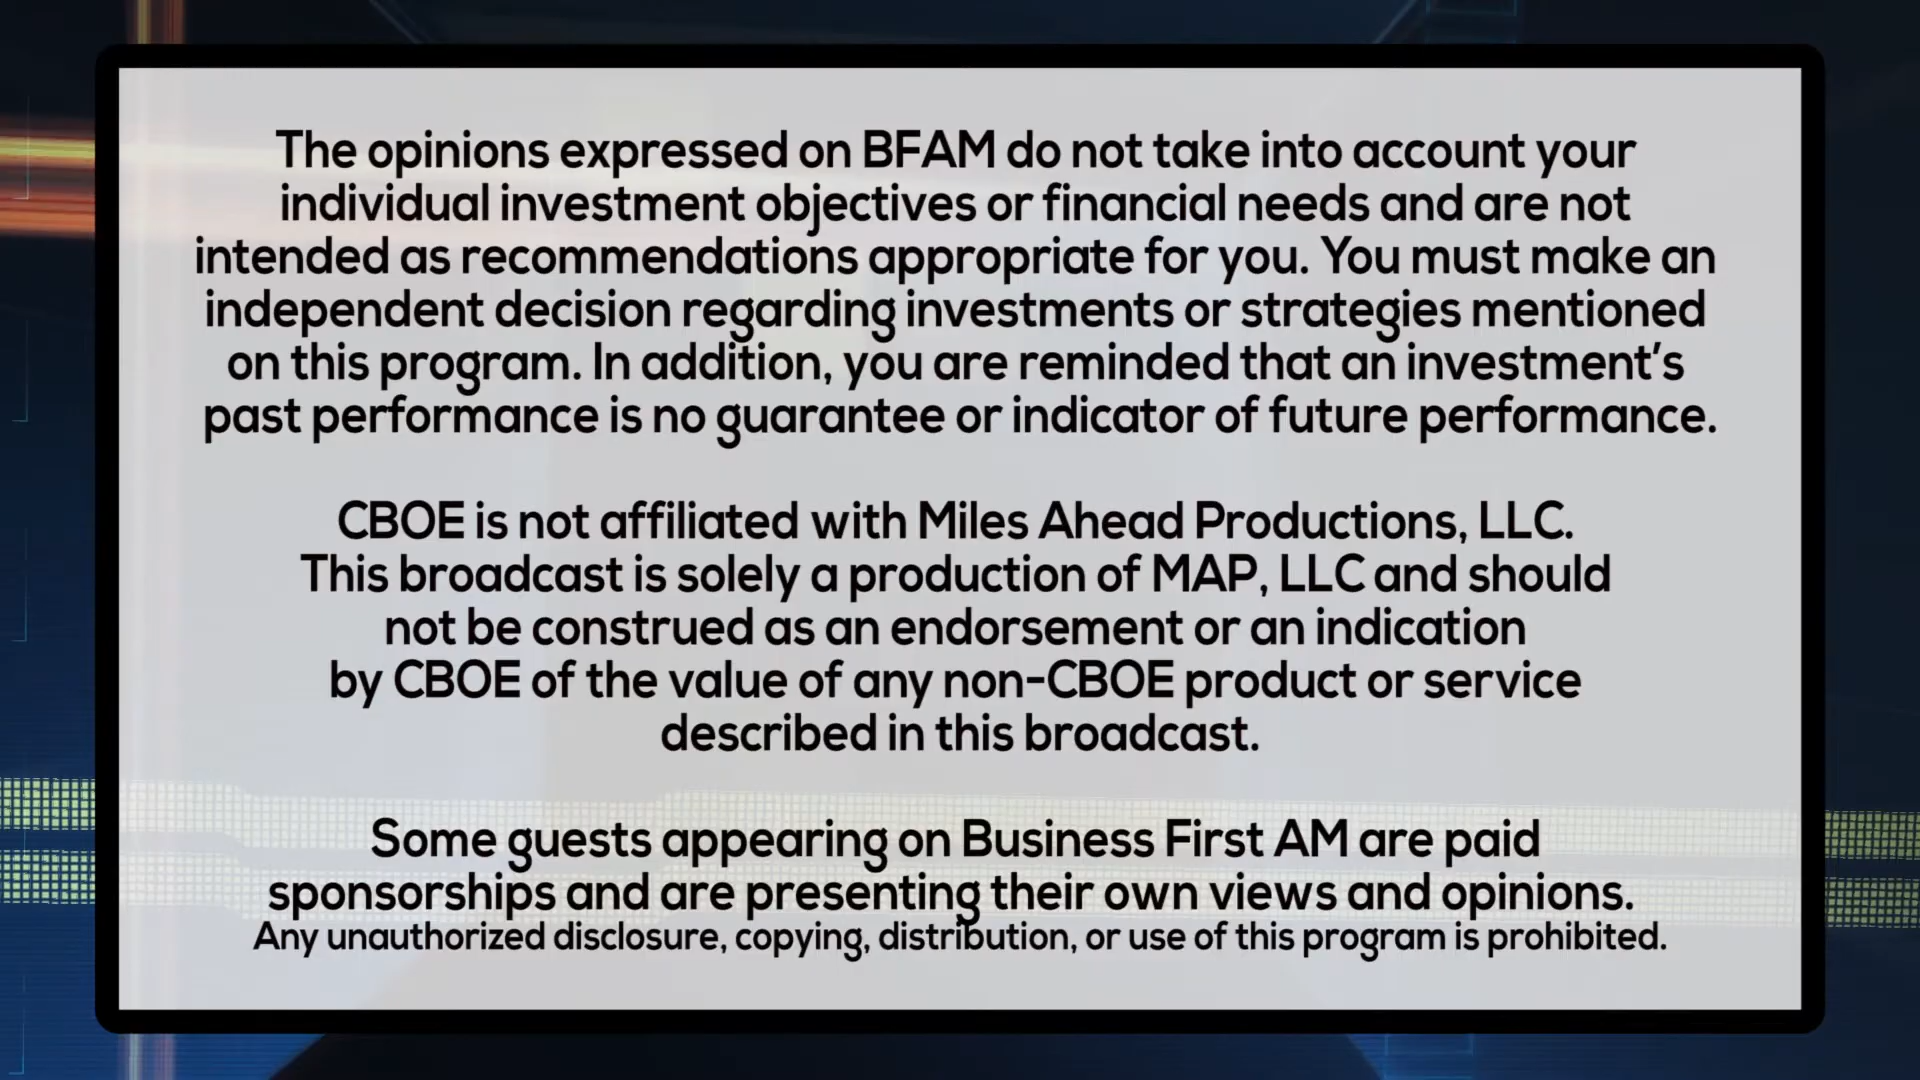 The opinions expressed on BFAM do not take into account your
individual investment objectives or financial needs and are not
intended as recommendations appropriate for you. You must make an
independent decision regarding investments or strategies mentioned
on this program. In addition, you are reminded that an investment’s
past performance is no guarantee or indicator of future performance.
CBOE is not affiliated with Miles Ahead Productions, LLC.
This broadcast is solely a production of MAP, LLC and should
not be construed as an endorsement or an indication
by CBOE of the value of any non-CBOE product or service
described in this broadcast.
Some guests appearing on Business First AM are paid
sponsorships and are presenting their own views and opinions.
Any unauthorized disclosure, copying, distribution, or use of this program is prohibited.